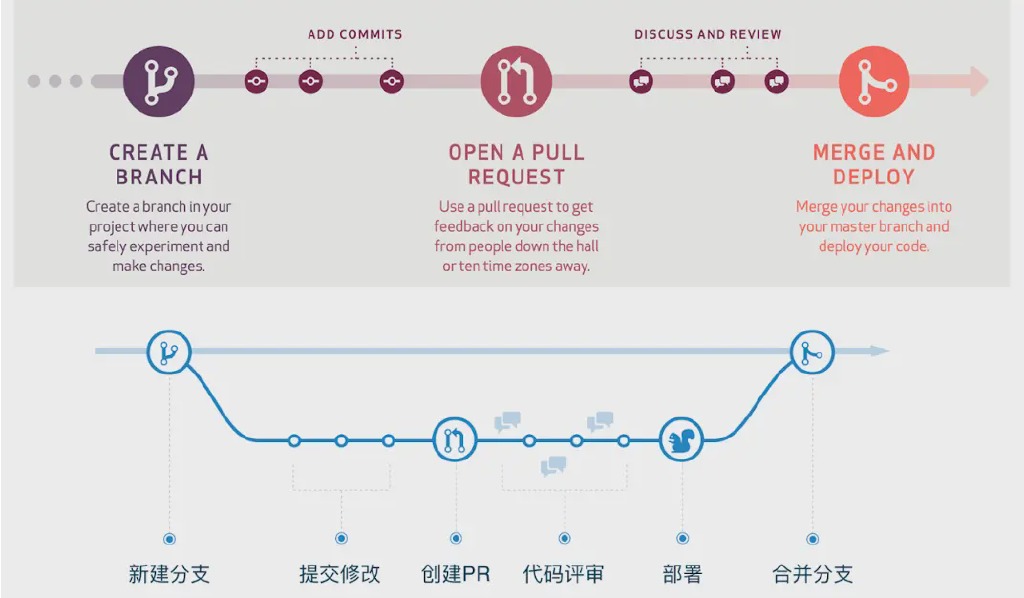 ADD COMMITS
DISCUSS AND REVIEW
CREATE A
BRANCH
Create a branch in your
project where you can
safely experiment and
make changes.
OPEN A PULL
REQUEST
Use a pull request to get
feedback on your changes
from people down the hall
or ten time zones away.
MERGE AND
DEPLOY
Merge your changes into
your master branch and
deploy your code.
新建分支
提交修改
创建PR
代码评审
部署
合并分支